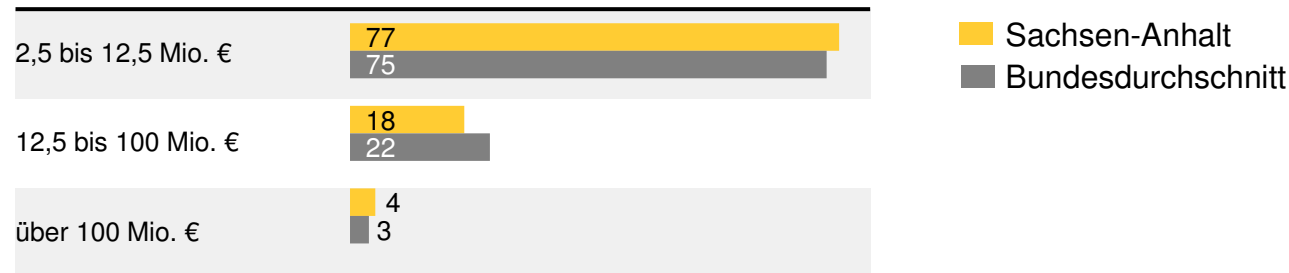 2,5 bis 12,5 Mio. €
77
75
12,5 bis 100 Mio. €
18
22
über 100 Mio. €
4
3
Sachsen-Anhalt
Bundesdurchschnitt